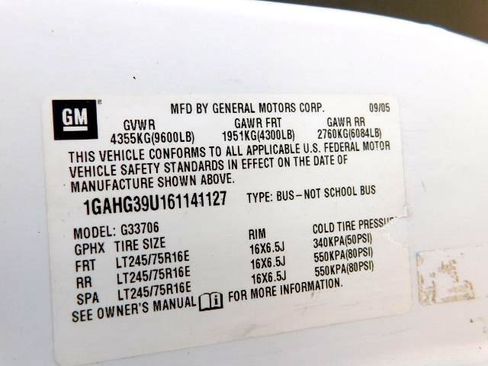 GM
MFD BY GENERAL MOTORS CORP. 09/05
GVWR GAWR FRT GAWR RR
4355KG(9600LB) 1951KG(4300LB) 2760KG(6084LB)
THIS VEHICLE CONFORMS TO ALL APPLICABLE U.S. FEDERAL MOTOR
VEHICLE SAFETY STANDARDS IN EFFECT ON THE DATE OF
MANUFACTURE SHOWN ABOVE.
1GAHG39U161141127 TYPE: BUS–NOT SCHOOL BUS
MODEL: G33706
GPHX TIRE SIZE RIM COLD TIRE PRESSUR
FRT LT245/75R16E 16X6.5J 340KPA(50PSI)
RR LT245/75R16E 16X6.5J 550KPA(80PSI)
SPA LT245/75R16E 16X6.5J 550KPA(80PSI)
SEE OWNER'S MANUAL FOR MORE INFORMATION.